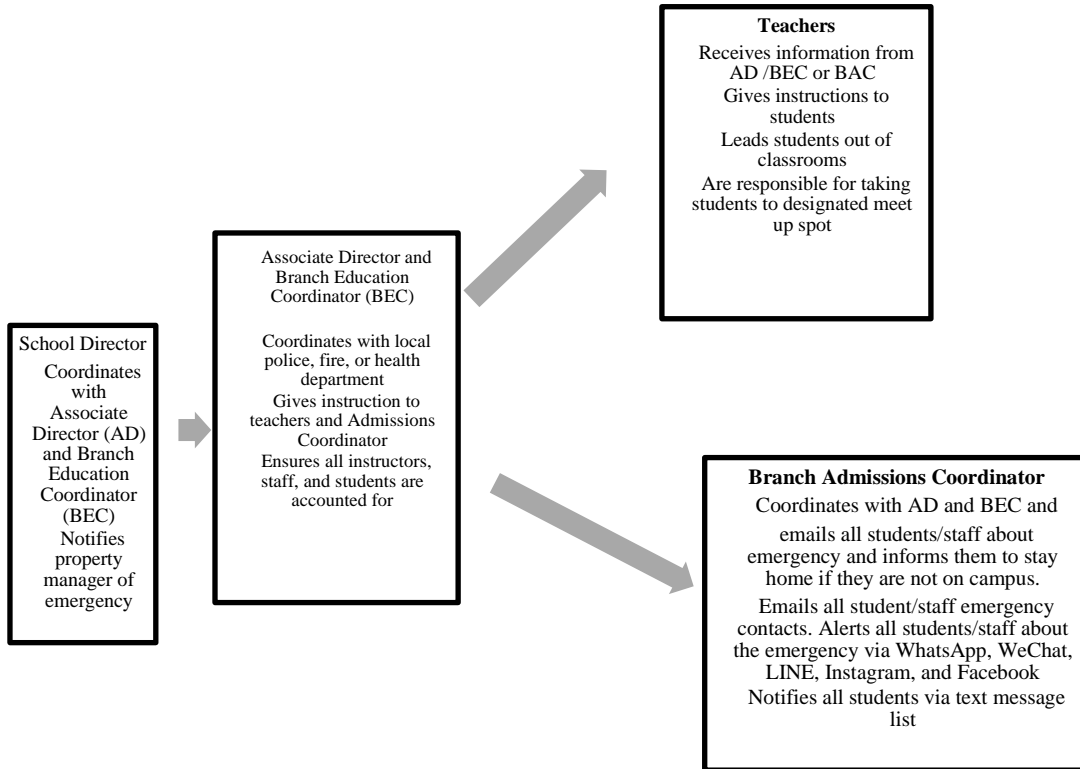 School Director
Coordinates
with
Associate
Director (AD)
and Branch
Education
Coordinator
(BEC)
Notifies
property
manager of
emergency
Associate Director and
Branch Education
Coordinator (BEC)
Coordinates with local
police, fire, or health
department
Gives instruction to
teachers and Admissions
Coordinator
Ensures all instructors,
staff, and students are
accounted for
Teachers
Receives information from
AD /BEC or BAC
Gives instructions to
students
Leads students out of
classrooms
Are responsible for taking
students to designated meet
up spot
Branch Admissions Coordinator
Coordinates with AD and BEC and
emails all students/staff about
emergency and informs them to stay
home if they are not on campus.
Emails all student/staff emergency
contacts. Alerts all students/staff about
the emergency via WhatsApp, WeChat,
LINE, Instagram, and Facebook
Notifies all students via text message
list